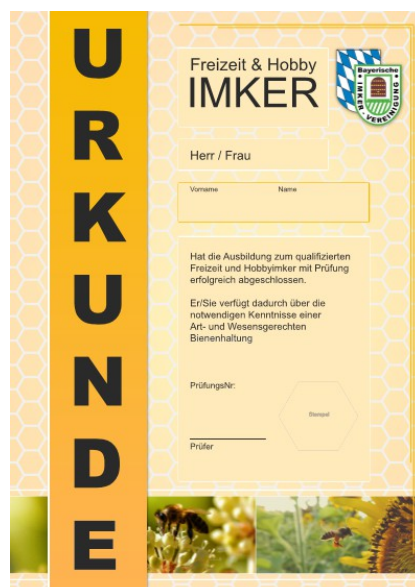 URKUNDE
Freizeit & Hobby
IMKER
Bayerische
IMKER - VEREINIGUNG
Herr / Frau
Vorname Name
Hat die Ausbildung zum qualifizierten
Freizeit und Hobbyimker mit Prüfung
erfolgreich abgeschlossen.
Er/Sie verfügt dadurch über die
notwendigen Kenntnisse einer
Art- und Wesensgerechten
Bienenhaltung
PrüfungsNr:
Stempel
Prüfer